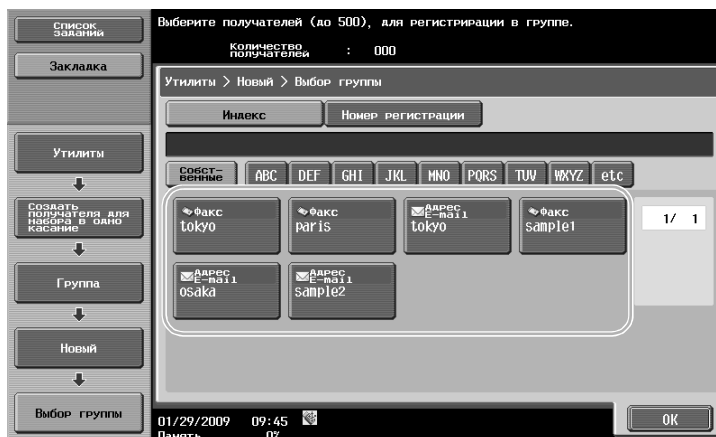 Список
заданий
Закладка
Выберите получателей (до 500), для регистрирации в группе.
Количество
получателей : 000
Утилиты > Новый > Выбор группы
Индекс Номер регистрации
Собст-
венные ABC DEF GHI JKL MNO PQRS TUV WXYZ etc
Факс
tokyo
Факс
paris
Адрес
E-mail
tokyo
Факс
sample1
1/ 1
Адрес
E-mail
osaka
Адрес
E-mail
sample2
Утилиты
Создать
получателя для
набора в одно
касание
Группа
Новый
Выбор группы
01/29/2009 09:45
Память 0%
OK